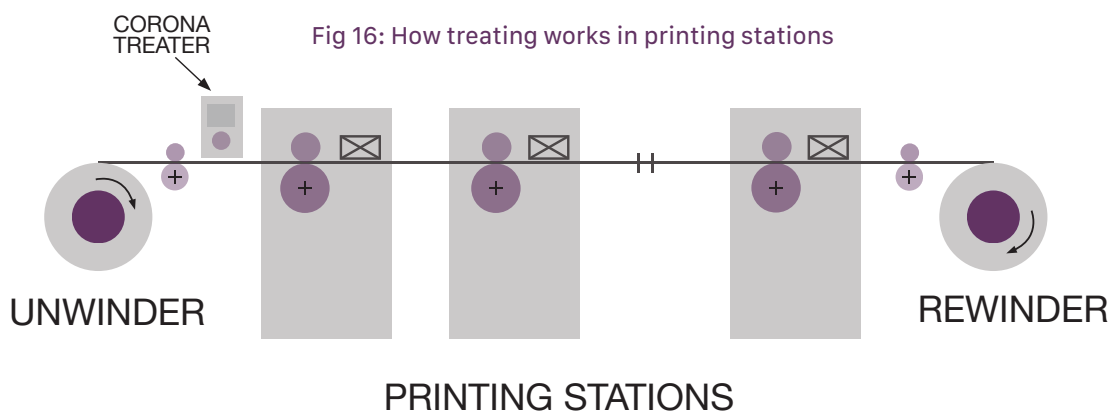 CORONA
TREATER
Fig 16: How treating works in printing stations
UNWINDER
REWINDER
PRINTING STATIONS